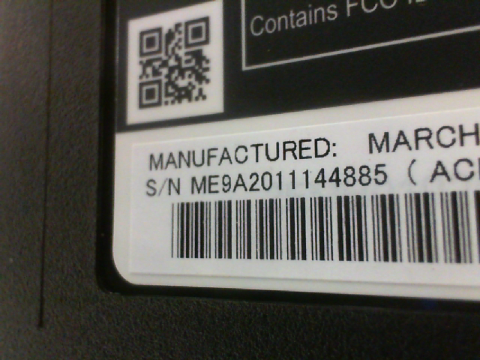 Contains FCC
MANUFACTURED: MARCH
S/N ME9A2011144885 ( AC